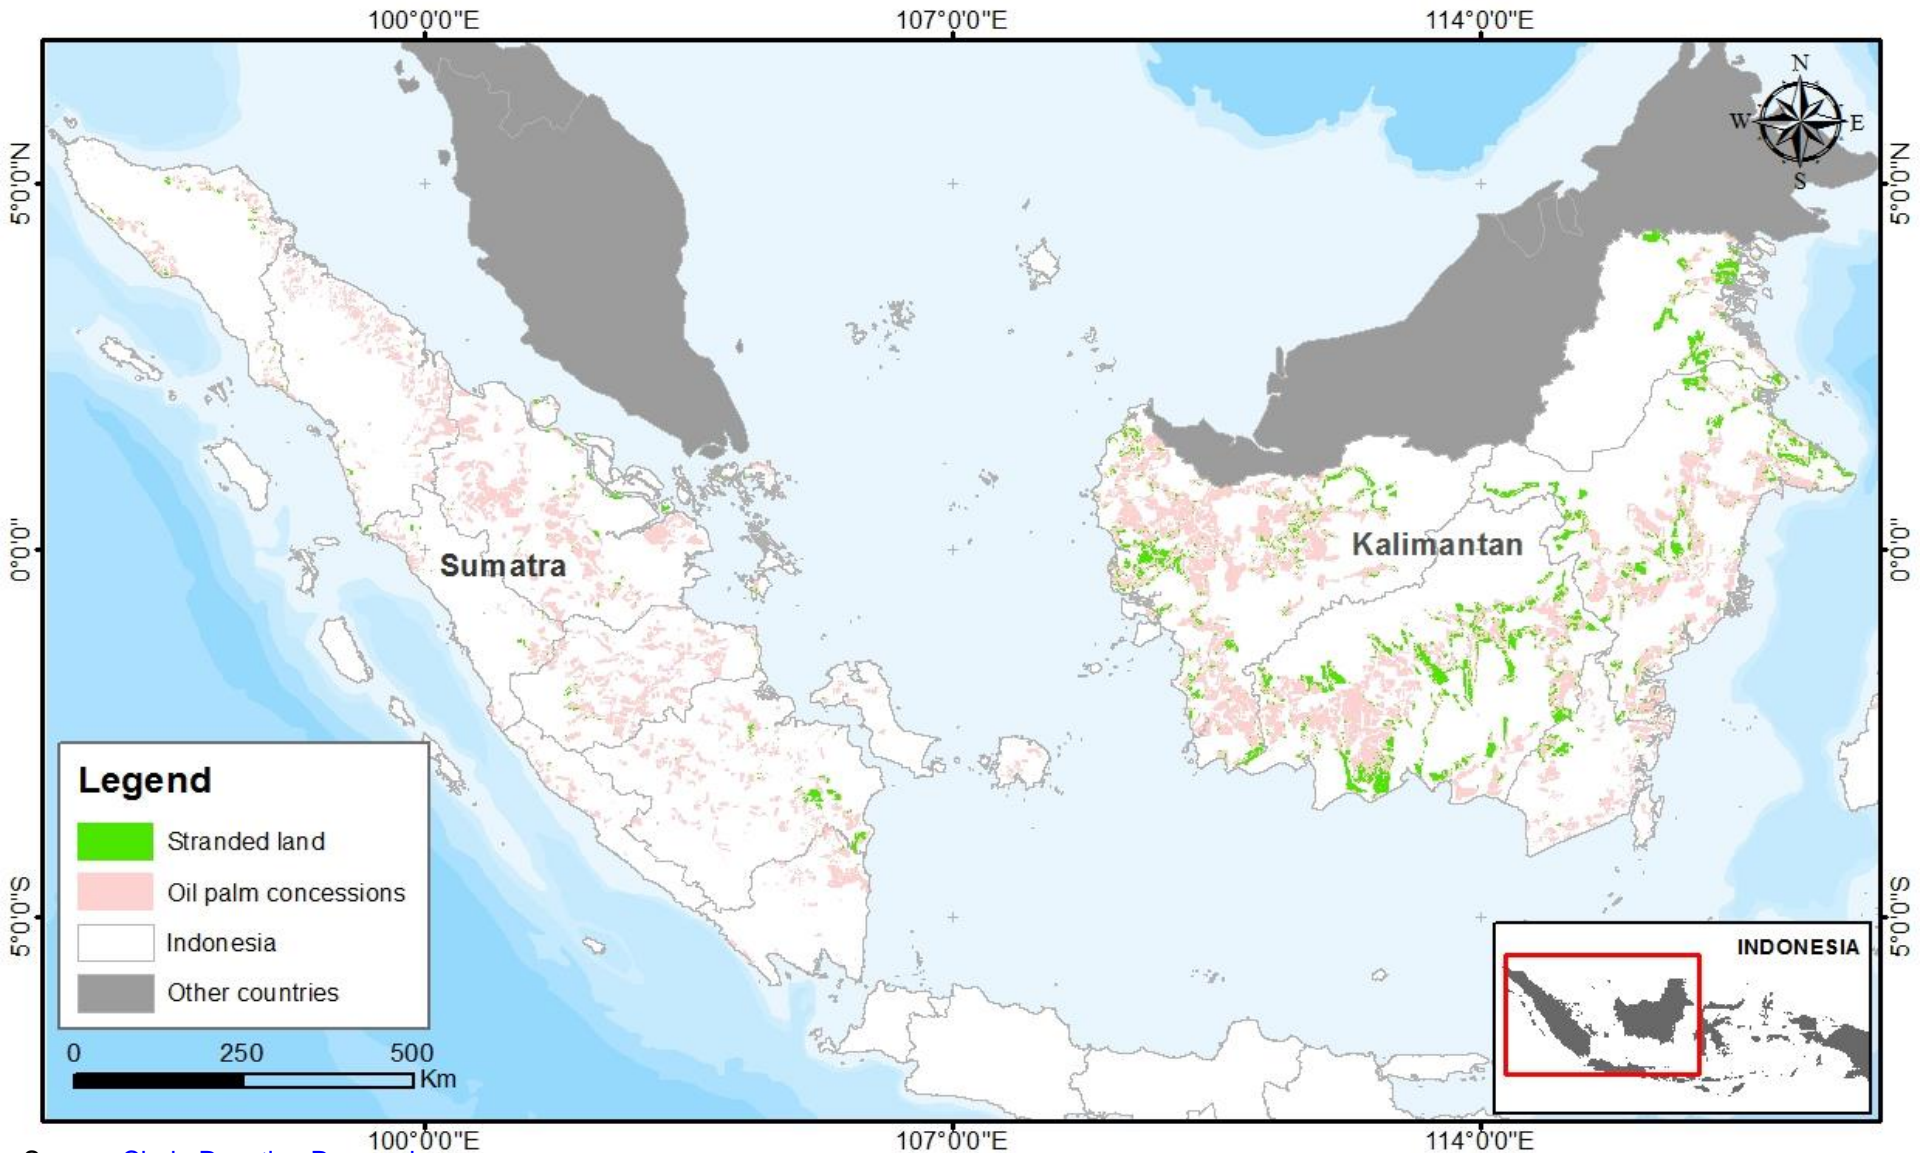 100°0'0"E 107°0'0"E 114°0'0"E
N
W E
S
5°0'0"N 5°0'0"N
0°0'0" Sumatra Kalimantan 0°0'0"
Legend
Stranded land
Oil palm concessions
Indonesia
Other countries
5°0'0"S 5°0'0"S
INDONESIA
0 250 500
Km
100°0'0"E 107°0'0"E 114°0'0"E